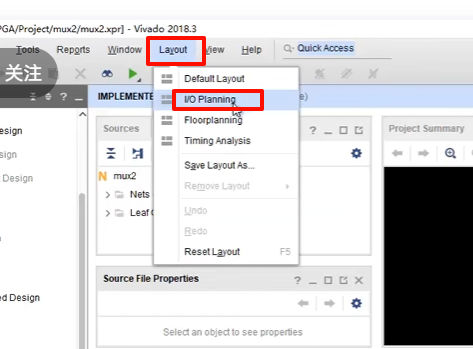 PGA/Project/mux2/mux2.xpr] - Vivado 2018.3
Tools Reports Window Layout View Help Quick Access
关注
Default Layout
I/O Planning
Floorplanning
Timing Analysis
Save Layout As...
Remove Layout
Undo
Redo
Reset Layout F5
IMPLEMENTE
Sources
mux2
Nets
Leaf C
Project Summary
esign
esign
t Design
ed Design
Source File Properties
Select an object to see properties